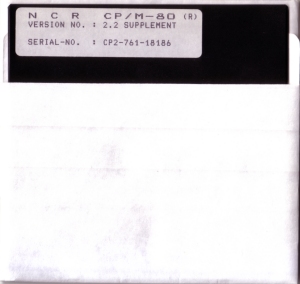 N C R CP/M-80 (R)
VERSION NO. : 2.2 SUPPLEMENT
SERIAL-NO. : CP2-761-18186